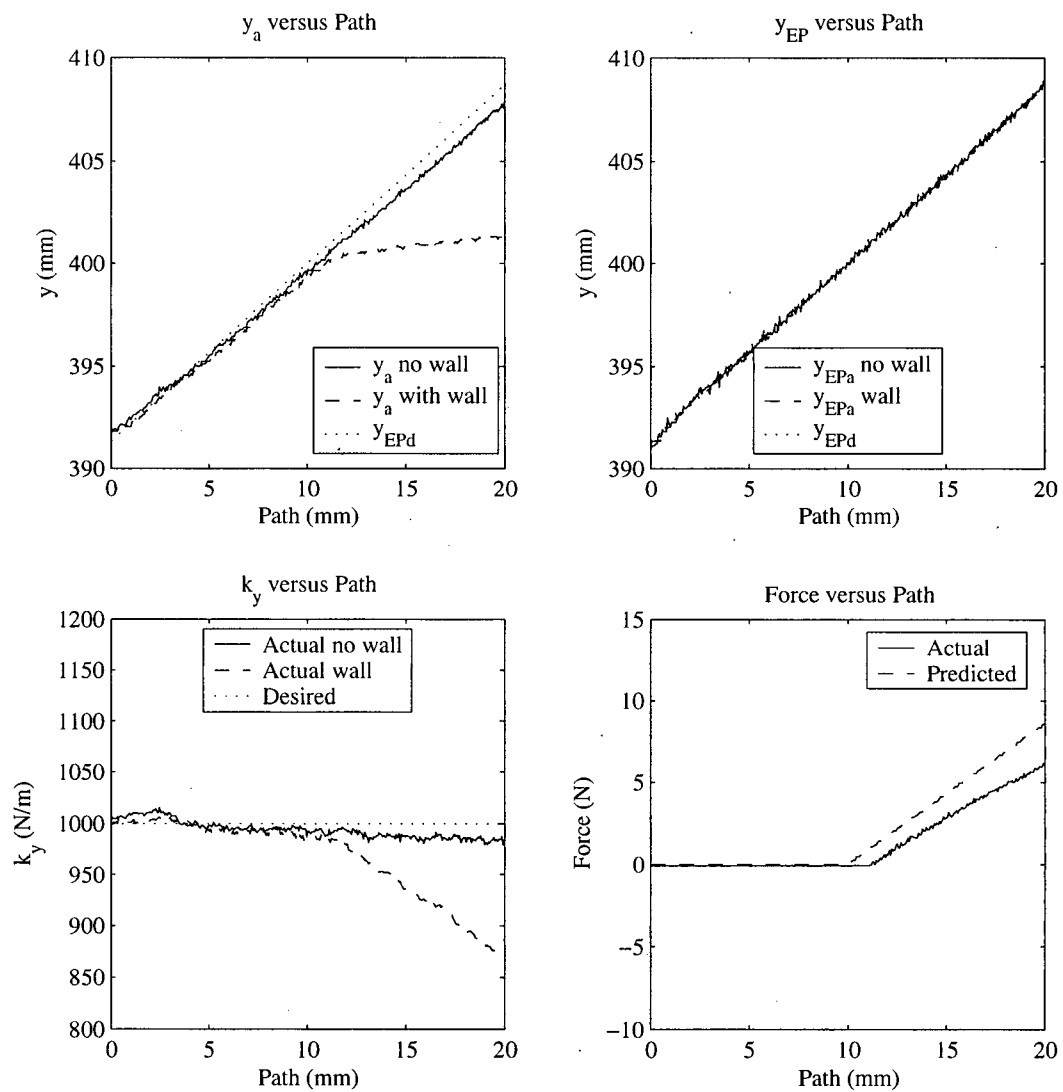 y_a versus Path
y (mm)
410
405
400
395
390
y_a no wall
y_a with wall
y_EPd
0 5 10 15 20
Path (mm)
y_EP versus Path
y (mm)
410
405
400
395
390
y_EPa no wall
y_EPa wall
y_EPd
0 5 10 15 20
Path (mm)
k_y versus Path
k_y (N/m)
1200
1150
1100
1050
1000
950
900
850
800
Actual no wall
Actual wall
Desired
0 5 10 15 20
Path (mm)
Force versus Path
Force (N)
15
10
5
0
−5
−10
Actual
Predicted
0 5 10 15 20
Path (mm)